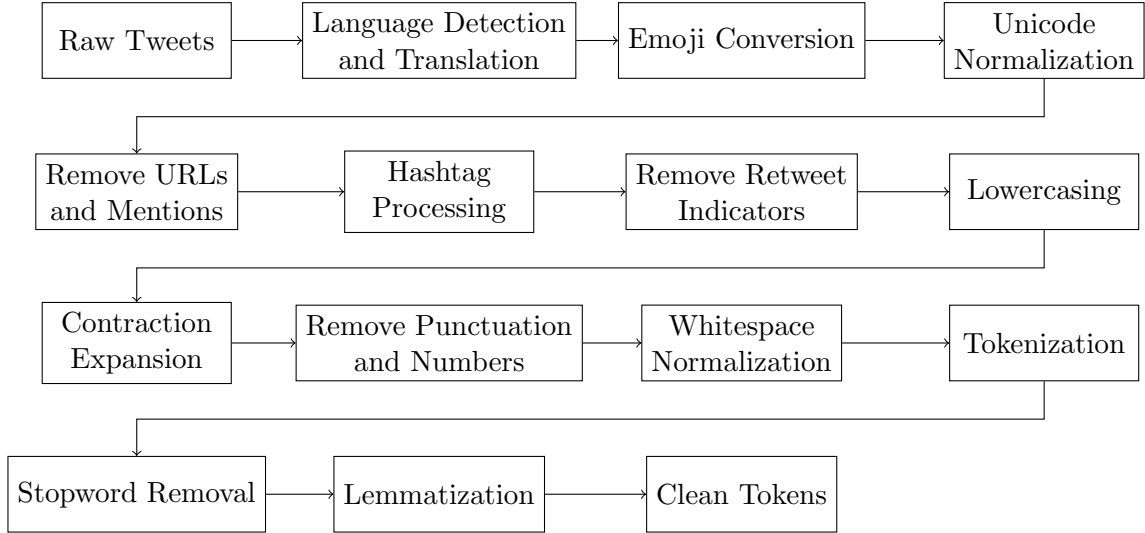 Raw Tweets
Language Detection
and Translation
Emoji Conversion
Unicode
Normalization
Remove URLs
and Mentions
Hashtag
Processing
Remove Retweet
Indicators
Lowercasing
Contraction
Expansion
Remove Punctuation
and Numbers
Whitespace
Normalization
Tokenization
Stopword Removal
Lemmatization
Clean Tokens